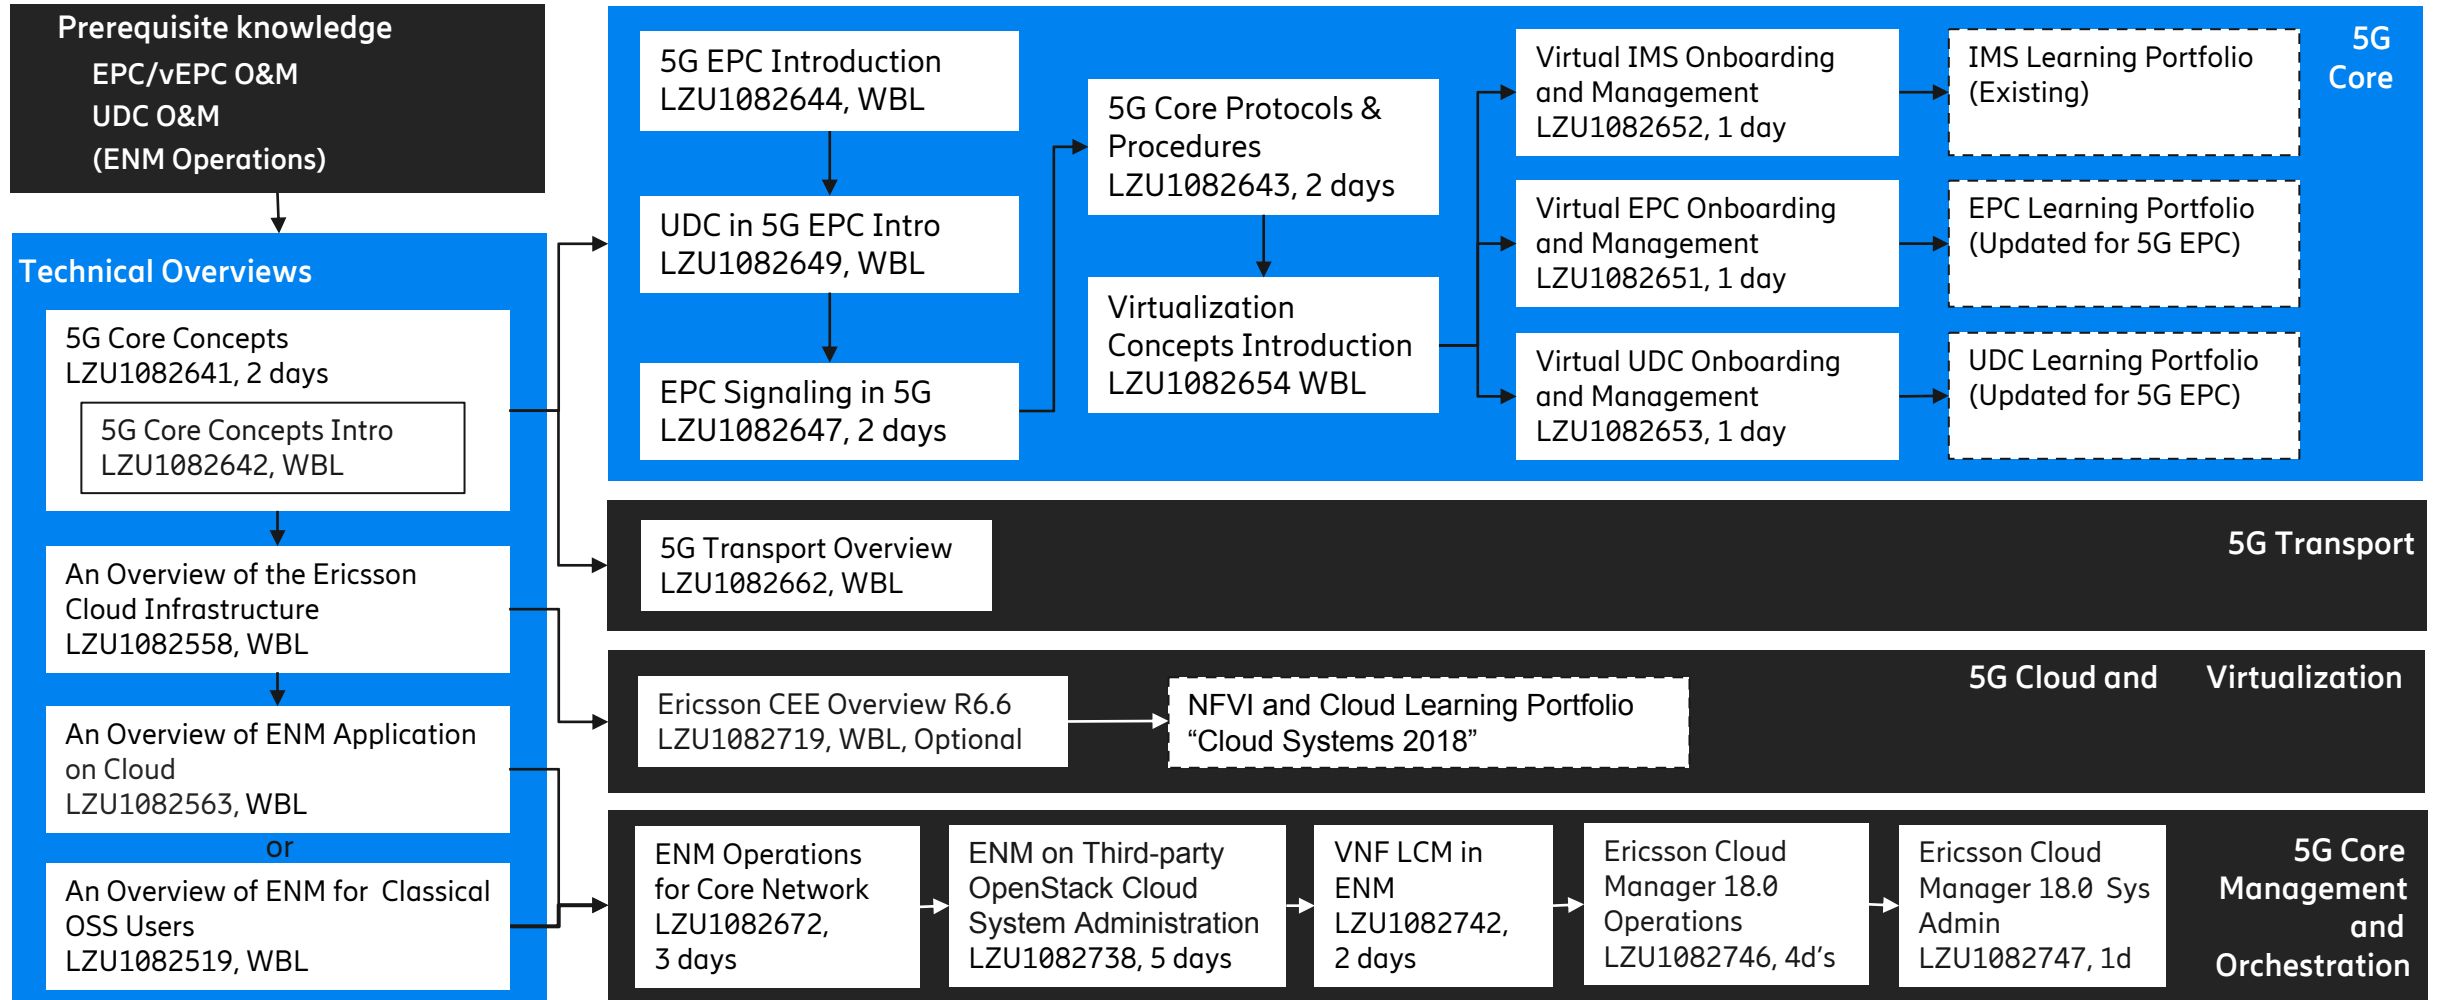 Prerequisite knowledge
EPC/vEPC O&M
UDC O&M
(ENM Operations)
Technical Overviews
5G Core Concepts
LZU1082641, 2 days
5G Core Concepts Intro
LZU1082642, WBL
An Overview of the Ericsson
Cloud Infrastructure
LZU1082558, WBL
An Overview of ENM Application
on Cloud
LZU1082563, WBL
or
An Overview of ENM for Classical
OSS Users
LZU1082519, WBL
5G
Core
5G EPC Introduction
LZU1082644, WBL
UDC in 5G EPC Intro
LZU1082649, WBL
EPC Signaling in 5G
LZU1082647, 2 days
5G Core Protocols &
Procedures
LZU1082643, 2 days
Virtualization
Concepts Introduction
LZU1082654 WBL
Virtual IMS Onboarding
and Management
LZU1082652, 1 day
IMS Learning Portfolio
(Existing)
Virtual EPC Onboarding
and Management
LZU1082651, 1 day
EPC Learning Portfolio
(Updated for 5G EPC)
Virtual UDC Onboarding
and Management
LZU1082653, 1 day
UDC Learning Portfolio
(Updated for 5G EPC)
5G Transport
5G Transport Overview
LZU1082662, WBL
5G Cloud and Virtualization
Ericsson CEE Overview R6.6
LZU1082719, WBL, Optional
NFVI and Cloud Learning Portfolio
“Cloud Systems 2018”
5G Core
Management
and
Orchestration
ENM Operations
for Core Network
LZU1082672,
3 days
ENM on Third-party
OpenStack Cloud
System Administration
LZU1082738, 5 days
VNF LCM in
ENM
LZU1082742,
2 days
Ericsson Cloud
Manager 18.0
Operations
LZU1082746, 4d’s
Ericsson Cloud
Manager 18.0 Sys
Admin
LZU1082747, 1d